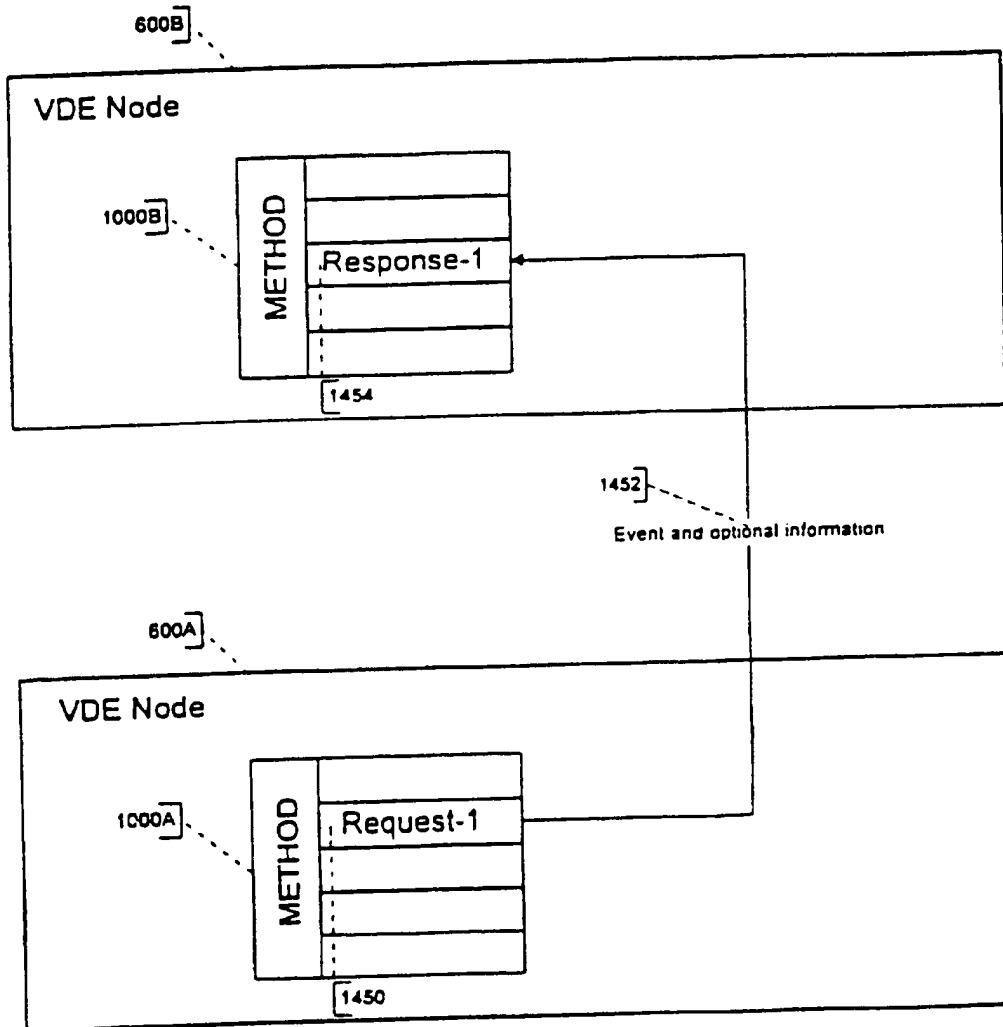 600B
VDE Node
1000B
METHOD
Response-1
1454
1452
Event and optional information
600A
VDE Node
1000A
METHOD
Request-1
1450